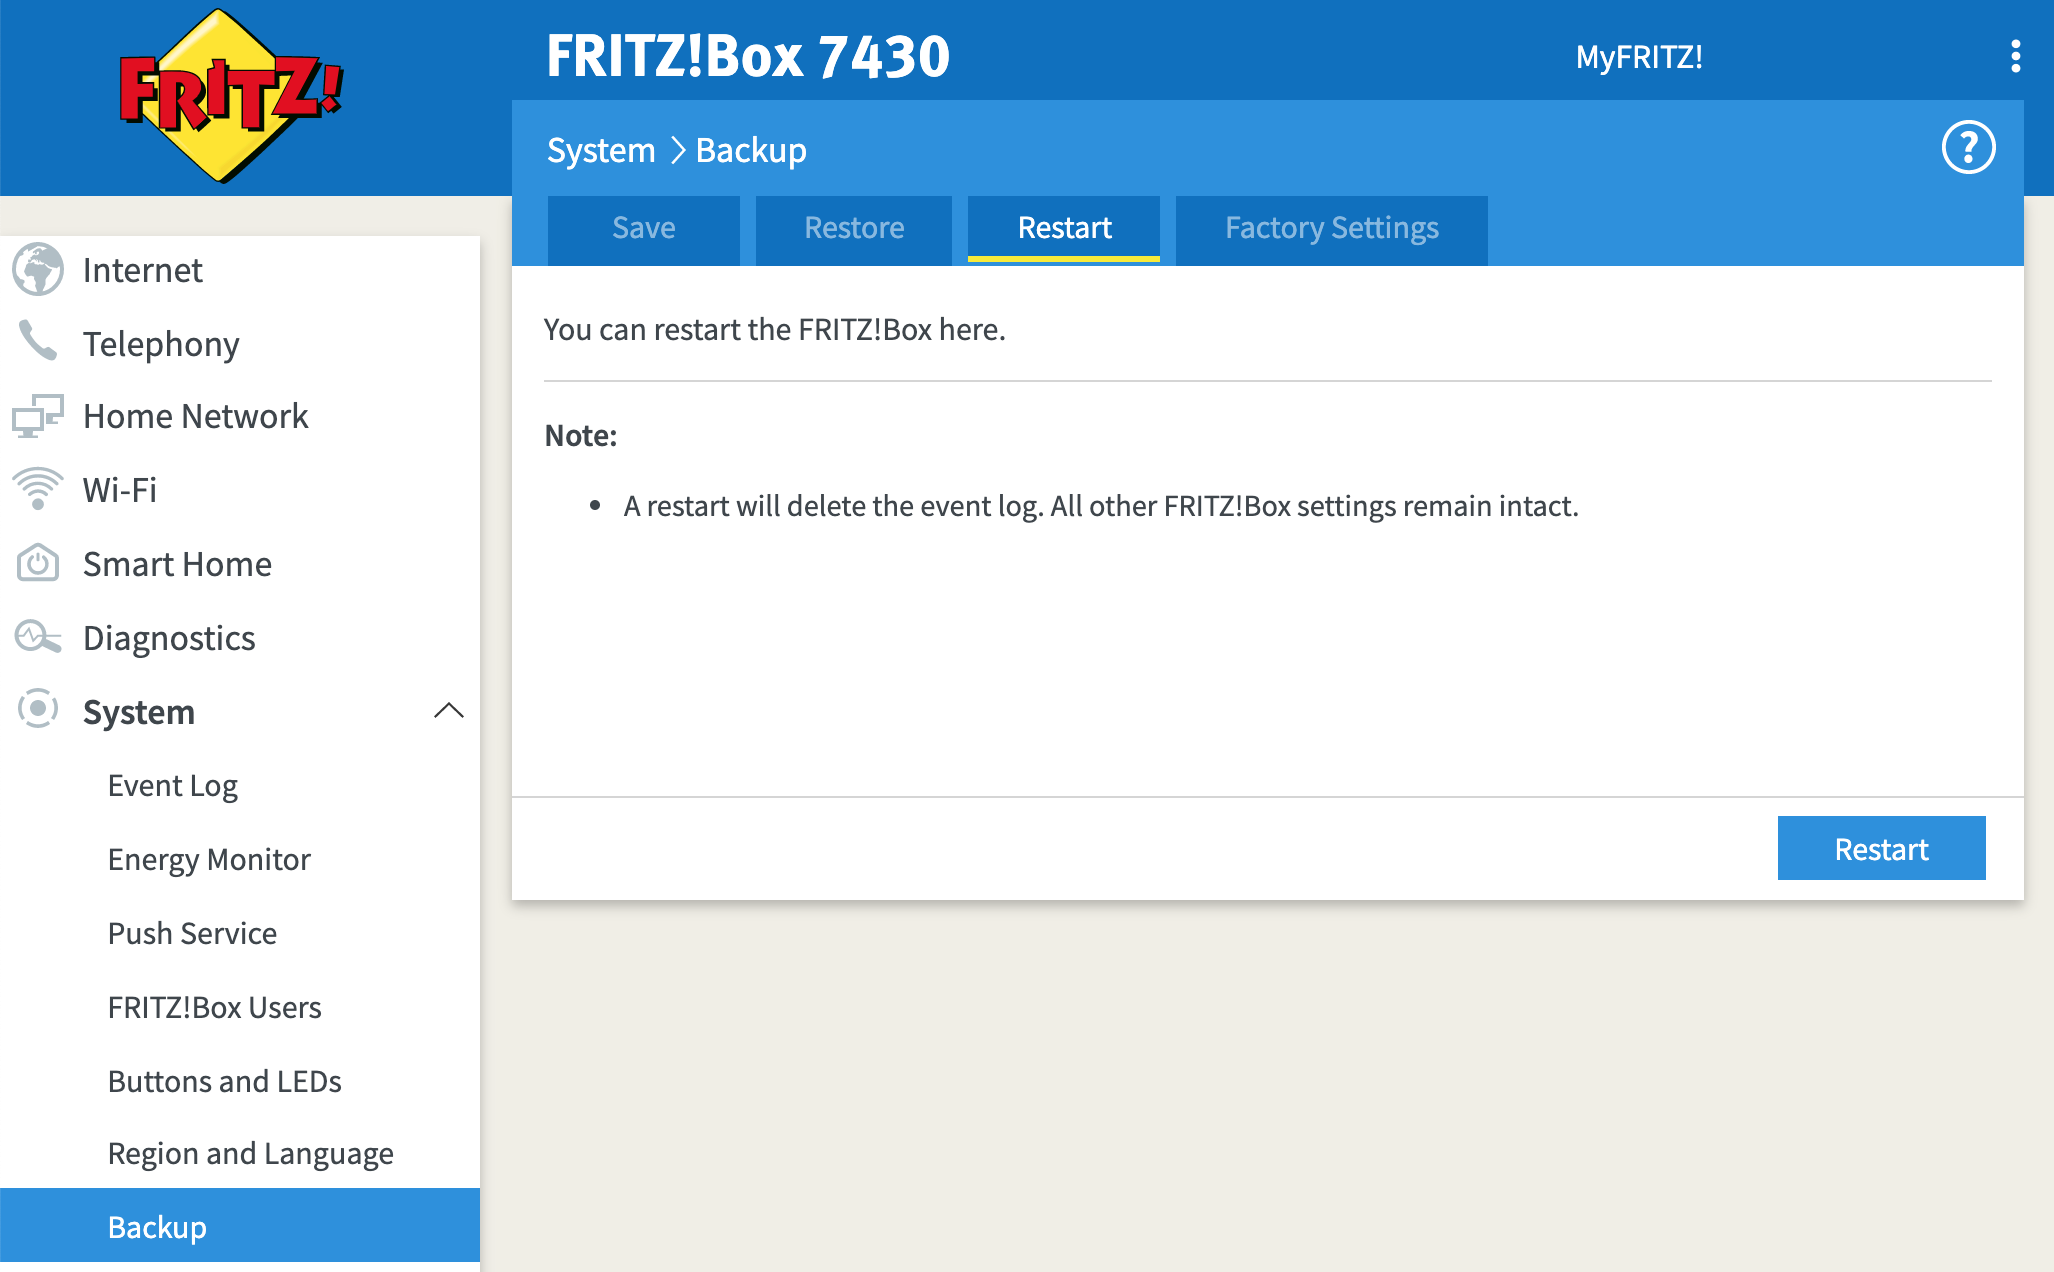 FRITZ!
FRITZ!Box 7430
MyFRITZ!
System > Backup
?
Save
Restore
Restart
Factory Settings
Internet
Telephony
Home Network
Wi-Fi
Smart Home
Diagnostics
System
Event Log
Energy Monitor
Push Service
FRITZ!Box Users
Buttons and LEDs
Region and Language
Backup
You can restart the FRITZ!Box here.
Note:
• A restart will delete the event log. All other FRITZ!Box settings remain intact.
Restart